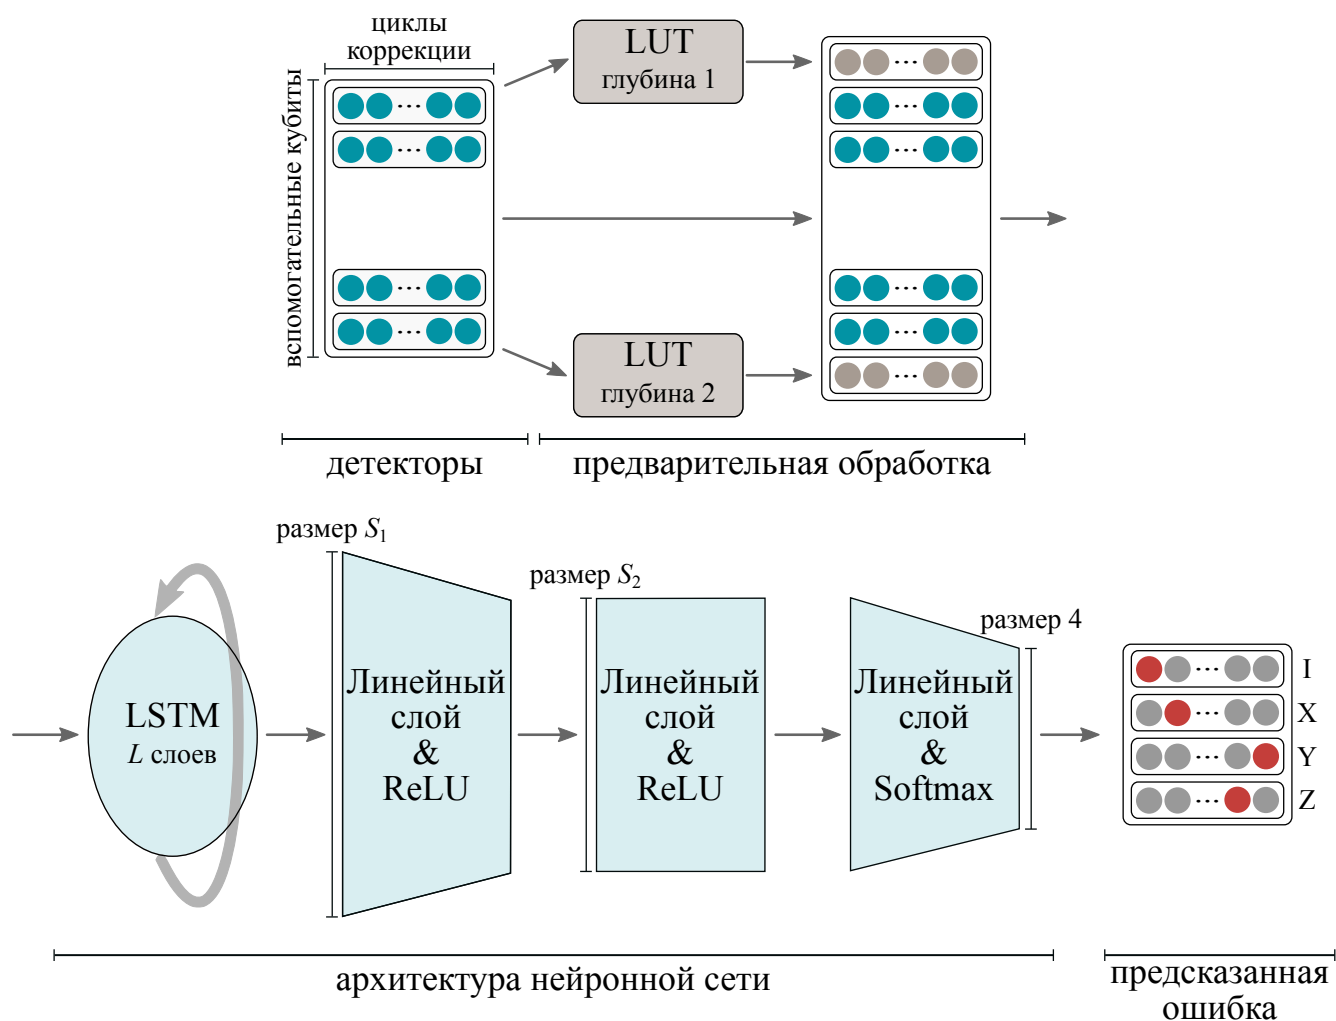 циклы
коррекции
вспомогательные кубиты
LUT
глубина 1
LUT
глубина 2
детекторы
предварительная обработка
размер S₁
размер S₂
размер 4
LSTM
L слоев
Линейный
слой
&
ReLU
Линейный
слой
&
ReLU
Линейный
слой
&
Softmax
I
X
Y
Z
архитектура нейронной сети
предсказанная
ошибка